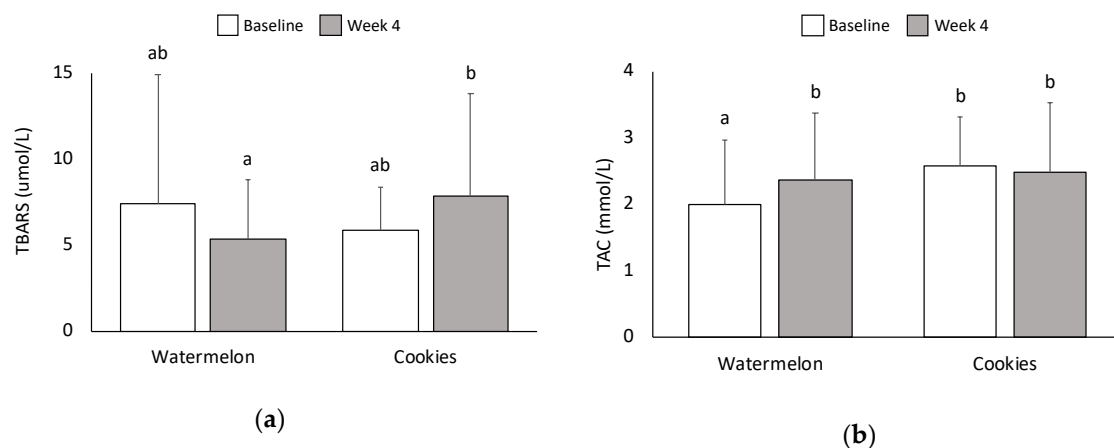 Baseline Week 4
ab
b
a
ab
15
10
5
0
TBARS (umol/L)
Watermelon Cookies
(a)
Baseline Week 4
a
b
b
b
4
3
2
1
0
TAC (mmol/L)
Watermelon Cookies
(b)